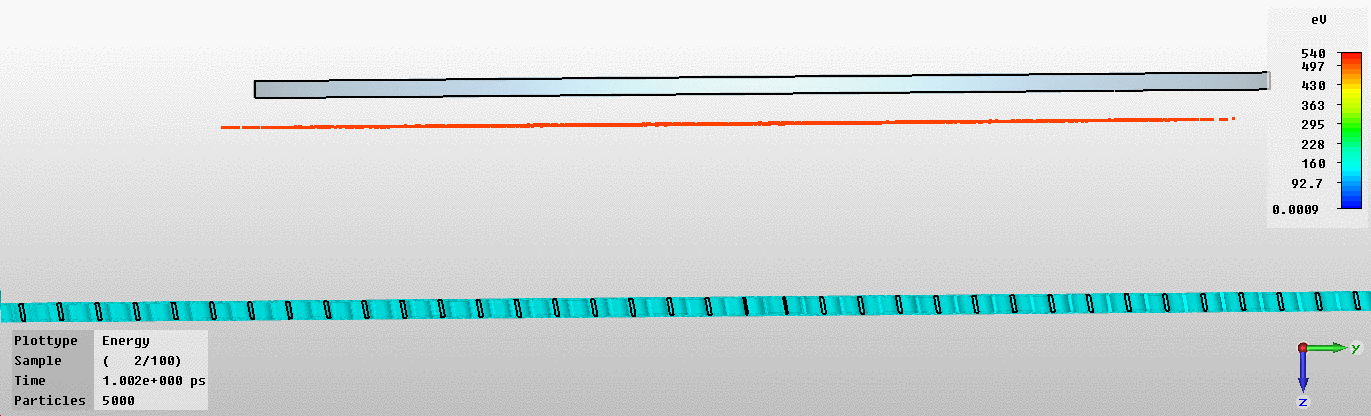 eV
540
497
430
363
295
228
160
92.7
0.0009
Plottype Energy
Sample ( 2/100)
Time 1.002e+000 ps
Particles 5000
y
z